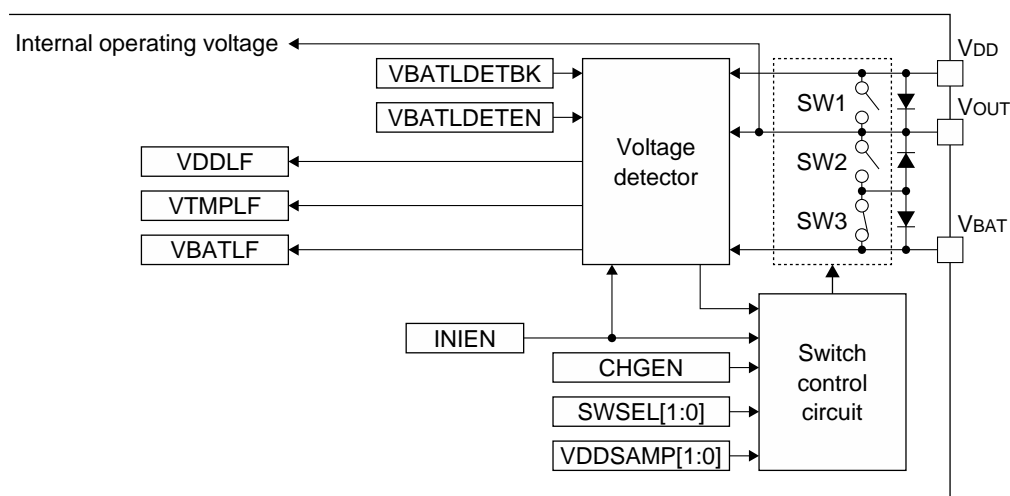 Internal operating voltage
VDD
VBATLDETBK
SW1
VOUT
VBATLDETEN
Voltage
detector
VDDLF
SW2
VTMPLF
SW3
VBAT
VBATLF
INIEN
Switch
control
circuit
CHGEN
SWSEL[1:0]
VDDSAMP[1:0]